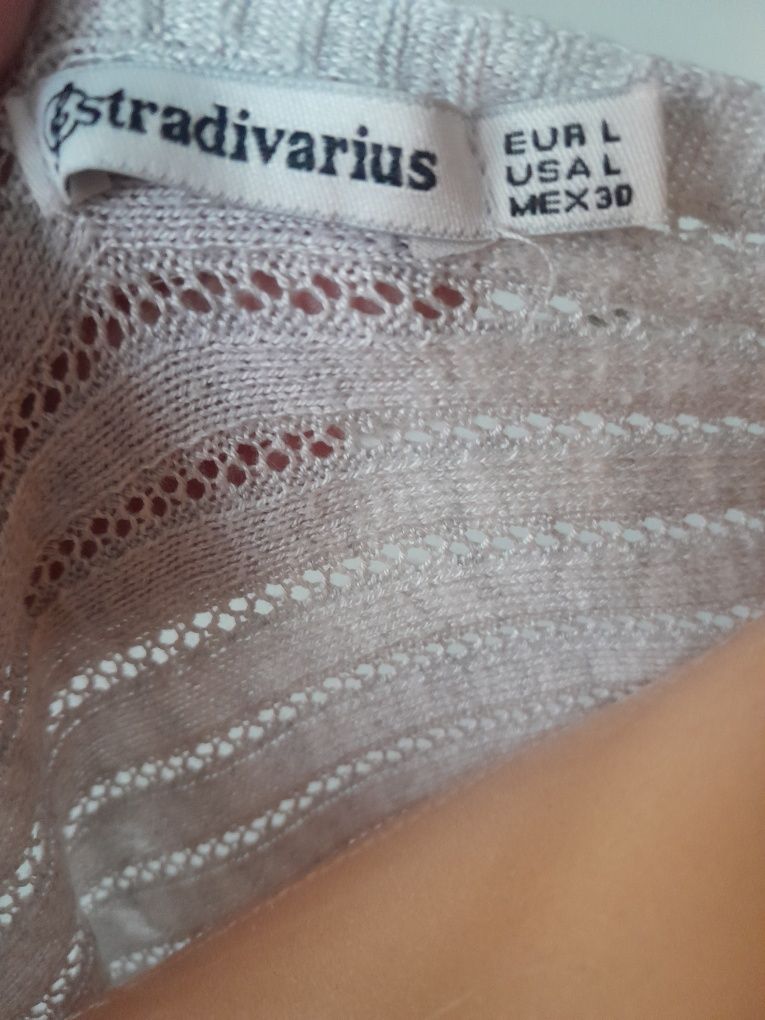 stradivarius
EUR L
USA L
MEX 30